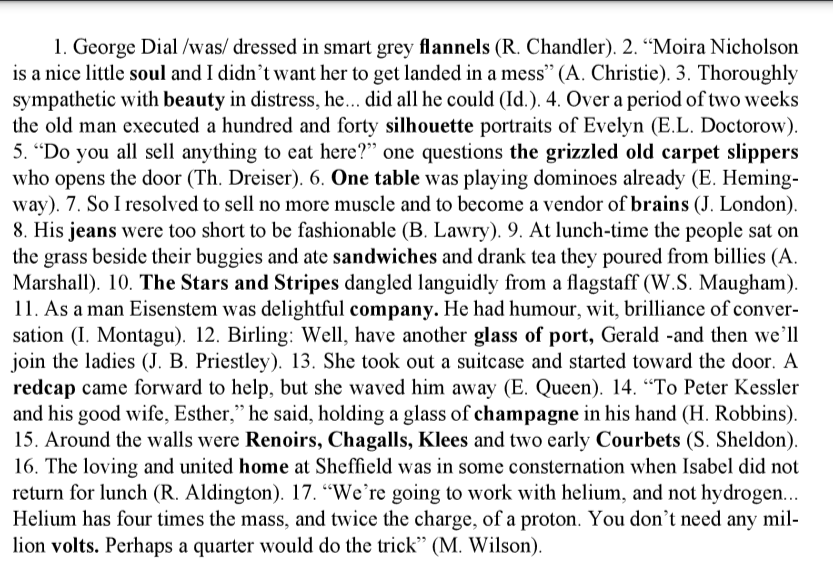 1. George Dial /was/ dressed in smart grey flannels (R. Chandler). 2. “Moira Nicholson
is a nice little soul and I didn’t want her to get landed in a mess” (A. Christie). 3. Thoroughly
sympathetic with beauty in distress, he... did all he could (Id.). 4. Over a period of two weeks
the old man executed a hundred and forty silhouette portraits of Evelyn (E.L. Doctorow).
5. “Do you all sell anything to eat here?” one questions the grizzled old carpet slippers
who opens the door (Th. Dreiser). 6. One table was playing dominoes already (E. Heming-
way). 7. So I resolved to sell no more muscle and to become a vendor of brains (J. London).
8. His jeans were too short to be fashionable (B. Lawry). 9. At lunch-time the people sat on
the grass beside their buggies and ate sandwiches and drank tea they poured from billies (A.
Marshall). 10. The Stars and Stripes dangled languidly from a flagstaff (W.S. Maugham).
11. As a man Eisenstem was delightful company. He had humour, wit, brilliance of conver-
sation (I. Montagu). 12. Birling: Well, have another glass of port, Gerald -and then we’ll
join the ladies (J. B. Priestley). 13. She took out a suitcase and started toward the door. A
redcap came forward to help, but she waved him away (E. Queen). 14. “To Peter Kessler
and his good wife, Esther,” he said, holding a glass of champagne in his hand (H. Robbins).
15. Around the walls were Renoirs, Chagalls, Klees and two early Courbets (S. Sheldon).
16. The loving and united home at Sheffield was in some consternation when Isabel did not
return for lunch (R. Aldington). 17. “We’re going to work with helium, and not hydrogen...
Helium has four times the mass, and twice the charge, of a proton. You don’t need any mil-
lion volts. Perhaps a quarter would do the trick” (M. Wilson).